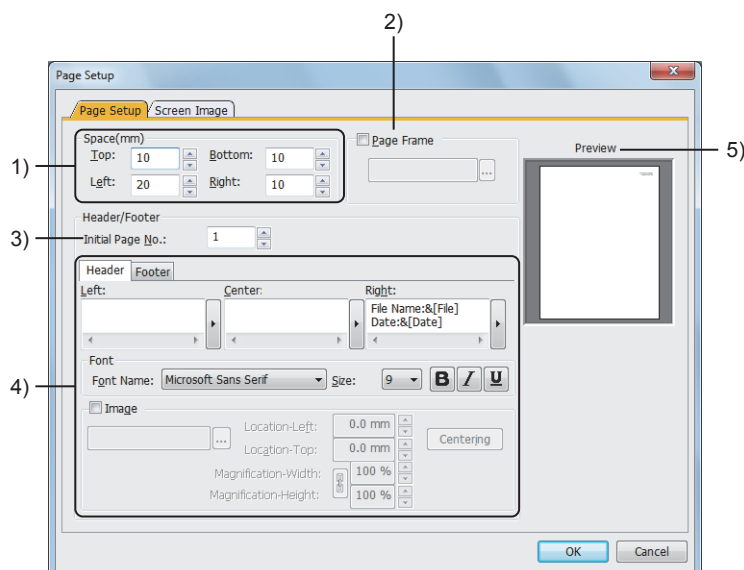 2)
Page Setup
Page Setup Screen Image
Space(mm)
Top: 10 Bottom: 10
Left: 20 Right: 10
1)
Page Frame
...
Preview
5)
Header/Footer
3)
Initial Page No.: 1
Header Footer
Left: Center: Right:
File Name:&[File]
Date:&[Date]
Font
4)
Font Name: Microsoft Sans Serif Size: 9 B I U
Image
...
Location-Left: 0.0 mm
Location-Top: 0.0 mm
Centering
Magnification-Width: 100 %
Magnification-Height: 100 %
OK Cancel